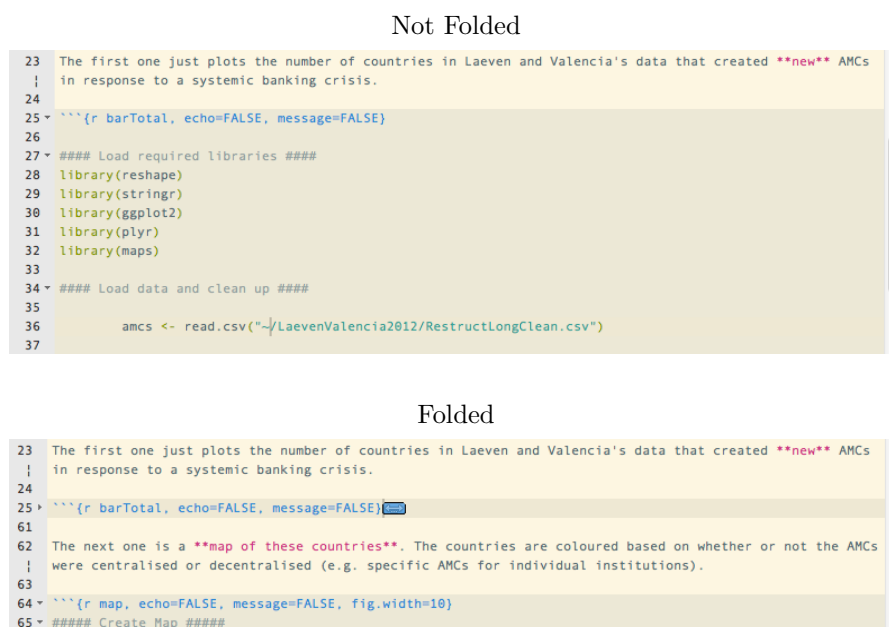 Not Folded
23 The first one just plots the number of countries in Laeven and Valencia's data that created **new** AMCs
¦ in response to a systemic banking crisis.
24
25 ```{r barTotal, echo=FALSE, message=FALSE}
26
27 #### Load required libraries ####
28 library(reshape)
29 library(stringr)
30 library(ggplot2)
31 library(plyr)
32 library(maps)
33
34 #### Load data and clean up ####
35
36 amcs <- read.csv("~/LaevenValencia2012/RestructLongClean.csv")
37
Folded
23 The first one just plots the number of countries in Laeven and Valencia's data that created **new** AMCs
¦ in response to a systemic banking crisis.
24
25 ```{r barTotal, echo=FALSE, message=FALSE}
61
62 The next one is a **map of these countries**. The countries are coloured based on whether or not the AMCs
¦ were centralised or decentralised (e.g. specific AMCs for individual institutions).
63
64 ```{r map, echo=FALSE, message=FALSE, fig.width=10}
65 ##### Create Map #####